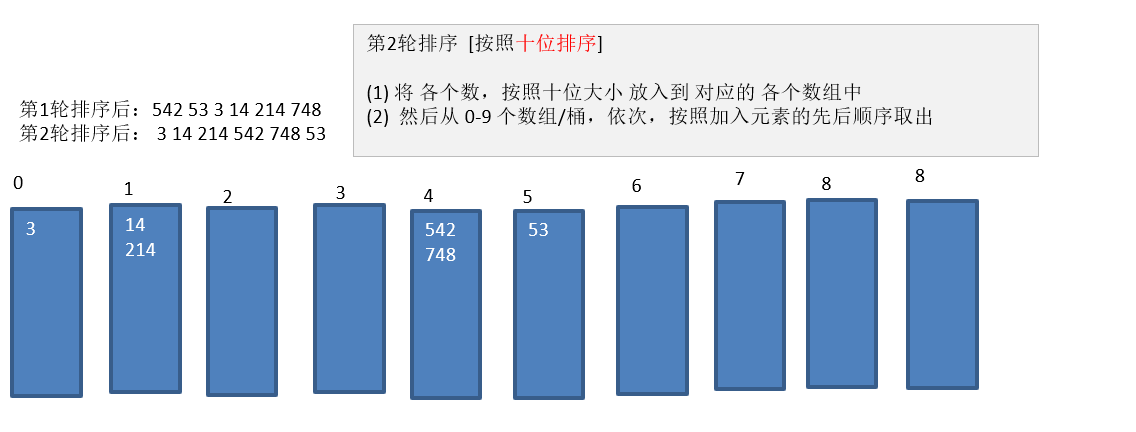 第2轮排序 [按照十位排序]
(1) 将 各个数，按照十位大小 放入到 对应的 各个数组中
(2) 然后从 0-9 个数组/桶，依次，按照加入元素的先后顺序取出
第1轮排序后：542 53 3 14 214 748
第2轮排序后： 3 14 214 542 748 53
0 1 2 3 4 5 6 7 8 8
3 14 542 53
214 748